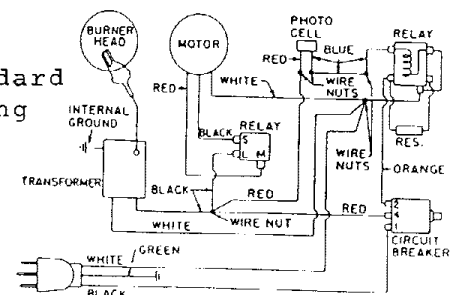 dard
ng
BURNER
HEAD
MOTOR
PHOTO
CELL
RELAY
RED
BLUE
RED
WHITE
WIRE
NUTS
INTERNAL
GROUND
BLACK
RELAY
S
L M
WIRE
NUTS
RES.
ORANGE
TRANSFORMER
BLACK
RED
WHITE
WIRE NUT
RED
2
4
1
CIRCUIT
BREAKER
WHITE
GREEN
BLACK